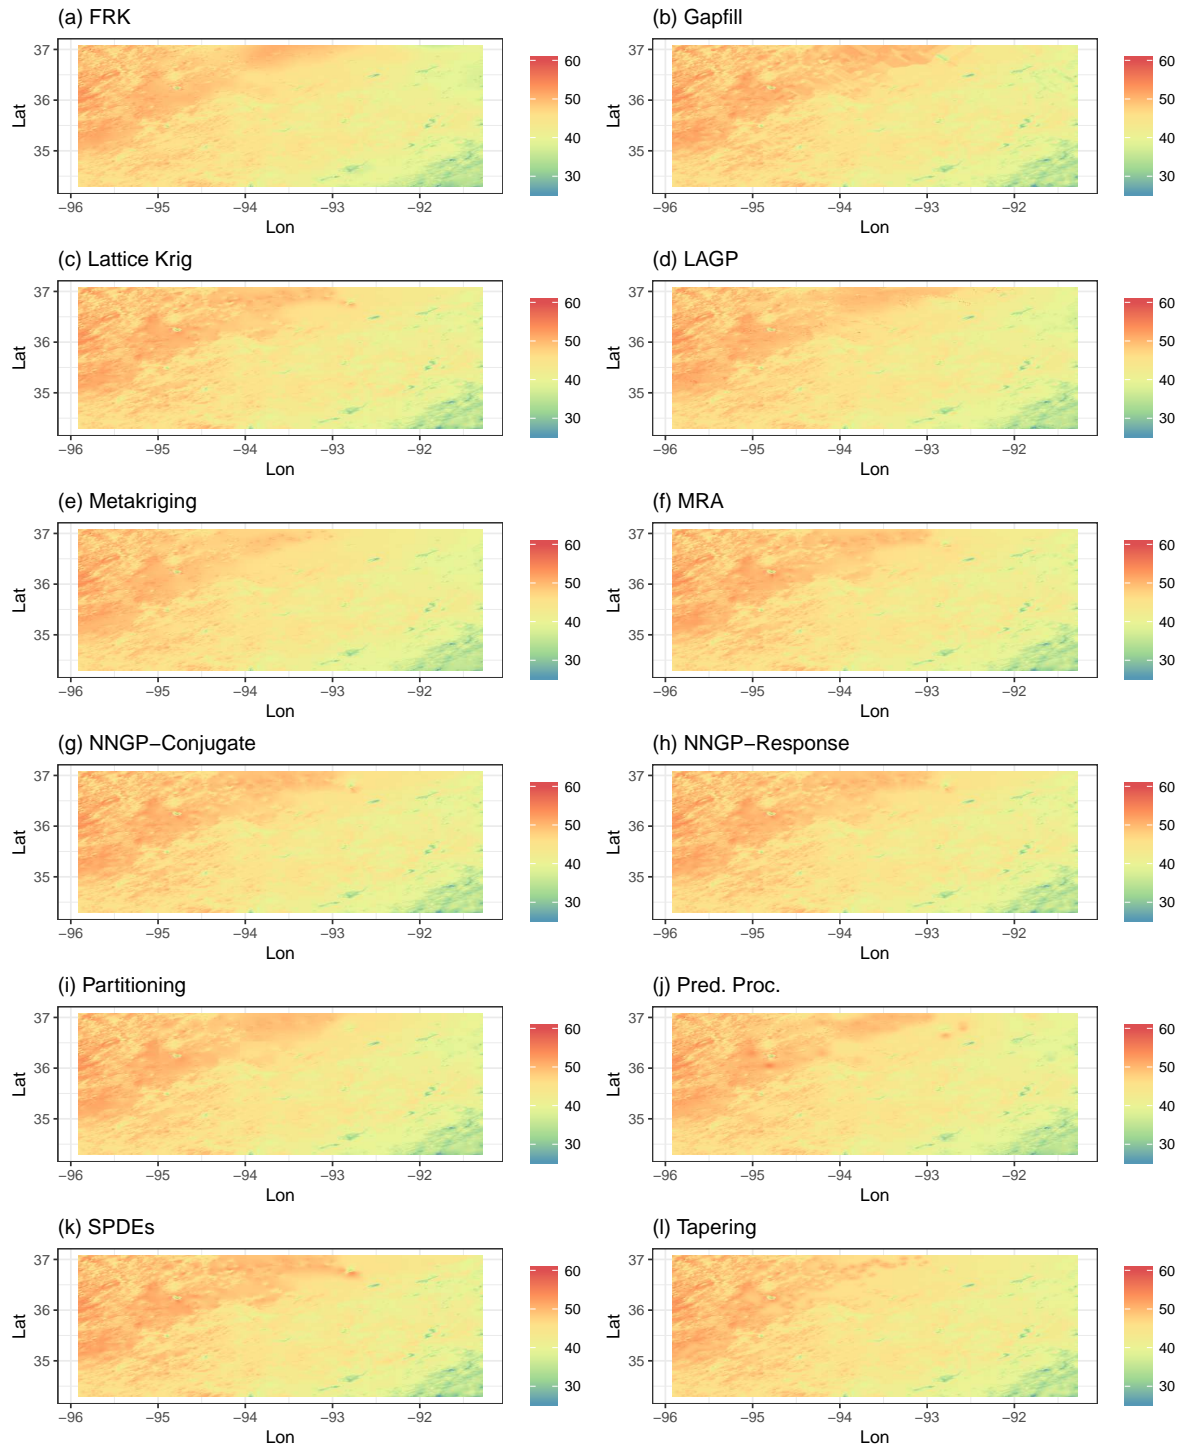 (a) FRK
(b) Gapfill
37
36
35
Lat
−96 −95 −94 −93 −92
Lon
60
50
40
30
37
36
35
Lat
−96 −95 −94 −93 −92
Lon
60
50
40
30
(c) Lattice Krig
(d) LAGP
37
36
35
Lat
−96 −95 −94 −93 −92
Lon
60
50
40
30
37
36
35
Lat
−96 −95 −94 −93 −92
Lon
60
50
40
30
(e) Metakriging
(f) MRA
37
36
35
Lat
−96 −95 −94 −93 −92
Lon
60
50
40
30
37
36
35
Lat
−96 −95 −94 −93 −92
Lon
60
50
40
30
(g) NNGP−Conjugate
(h) NNGP−Response
37
36
35
Lat
−96 −95 −94 −93 −92
Lon
60
50
40
30
37
36
35
Lat
−96 −95 −94 −93 −92
Lon
60
50
40
30
(i) Partitioning
(j) Pred. Proc.
37
36
35
Lat
−96 −95 −94 −93 −92
Lon
60
50
40
30
37
36
35
Lat
−96 −95 −94 −93 −92
Lon
60
50
40
30
(k) SPDEs
(l) Tapering
37
36
35
Lat
−96 −95 −94 −93 −92
Lon
60
50
40
30
37
36
35
Lat
−96 −95 −94 −93 −92
Lon
60
50
40
30